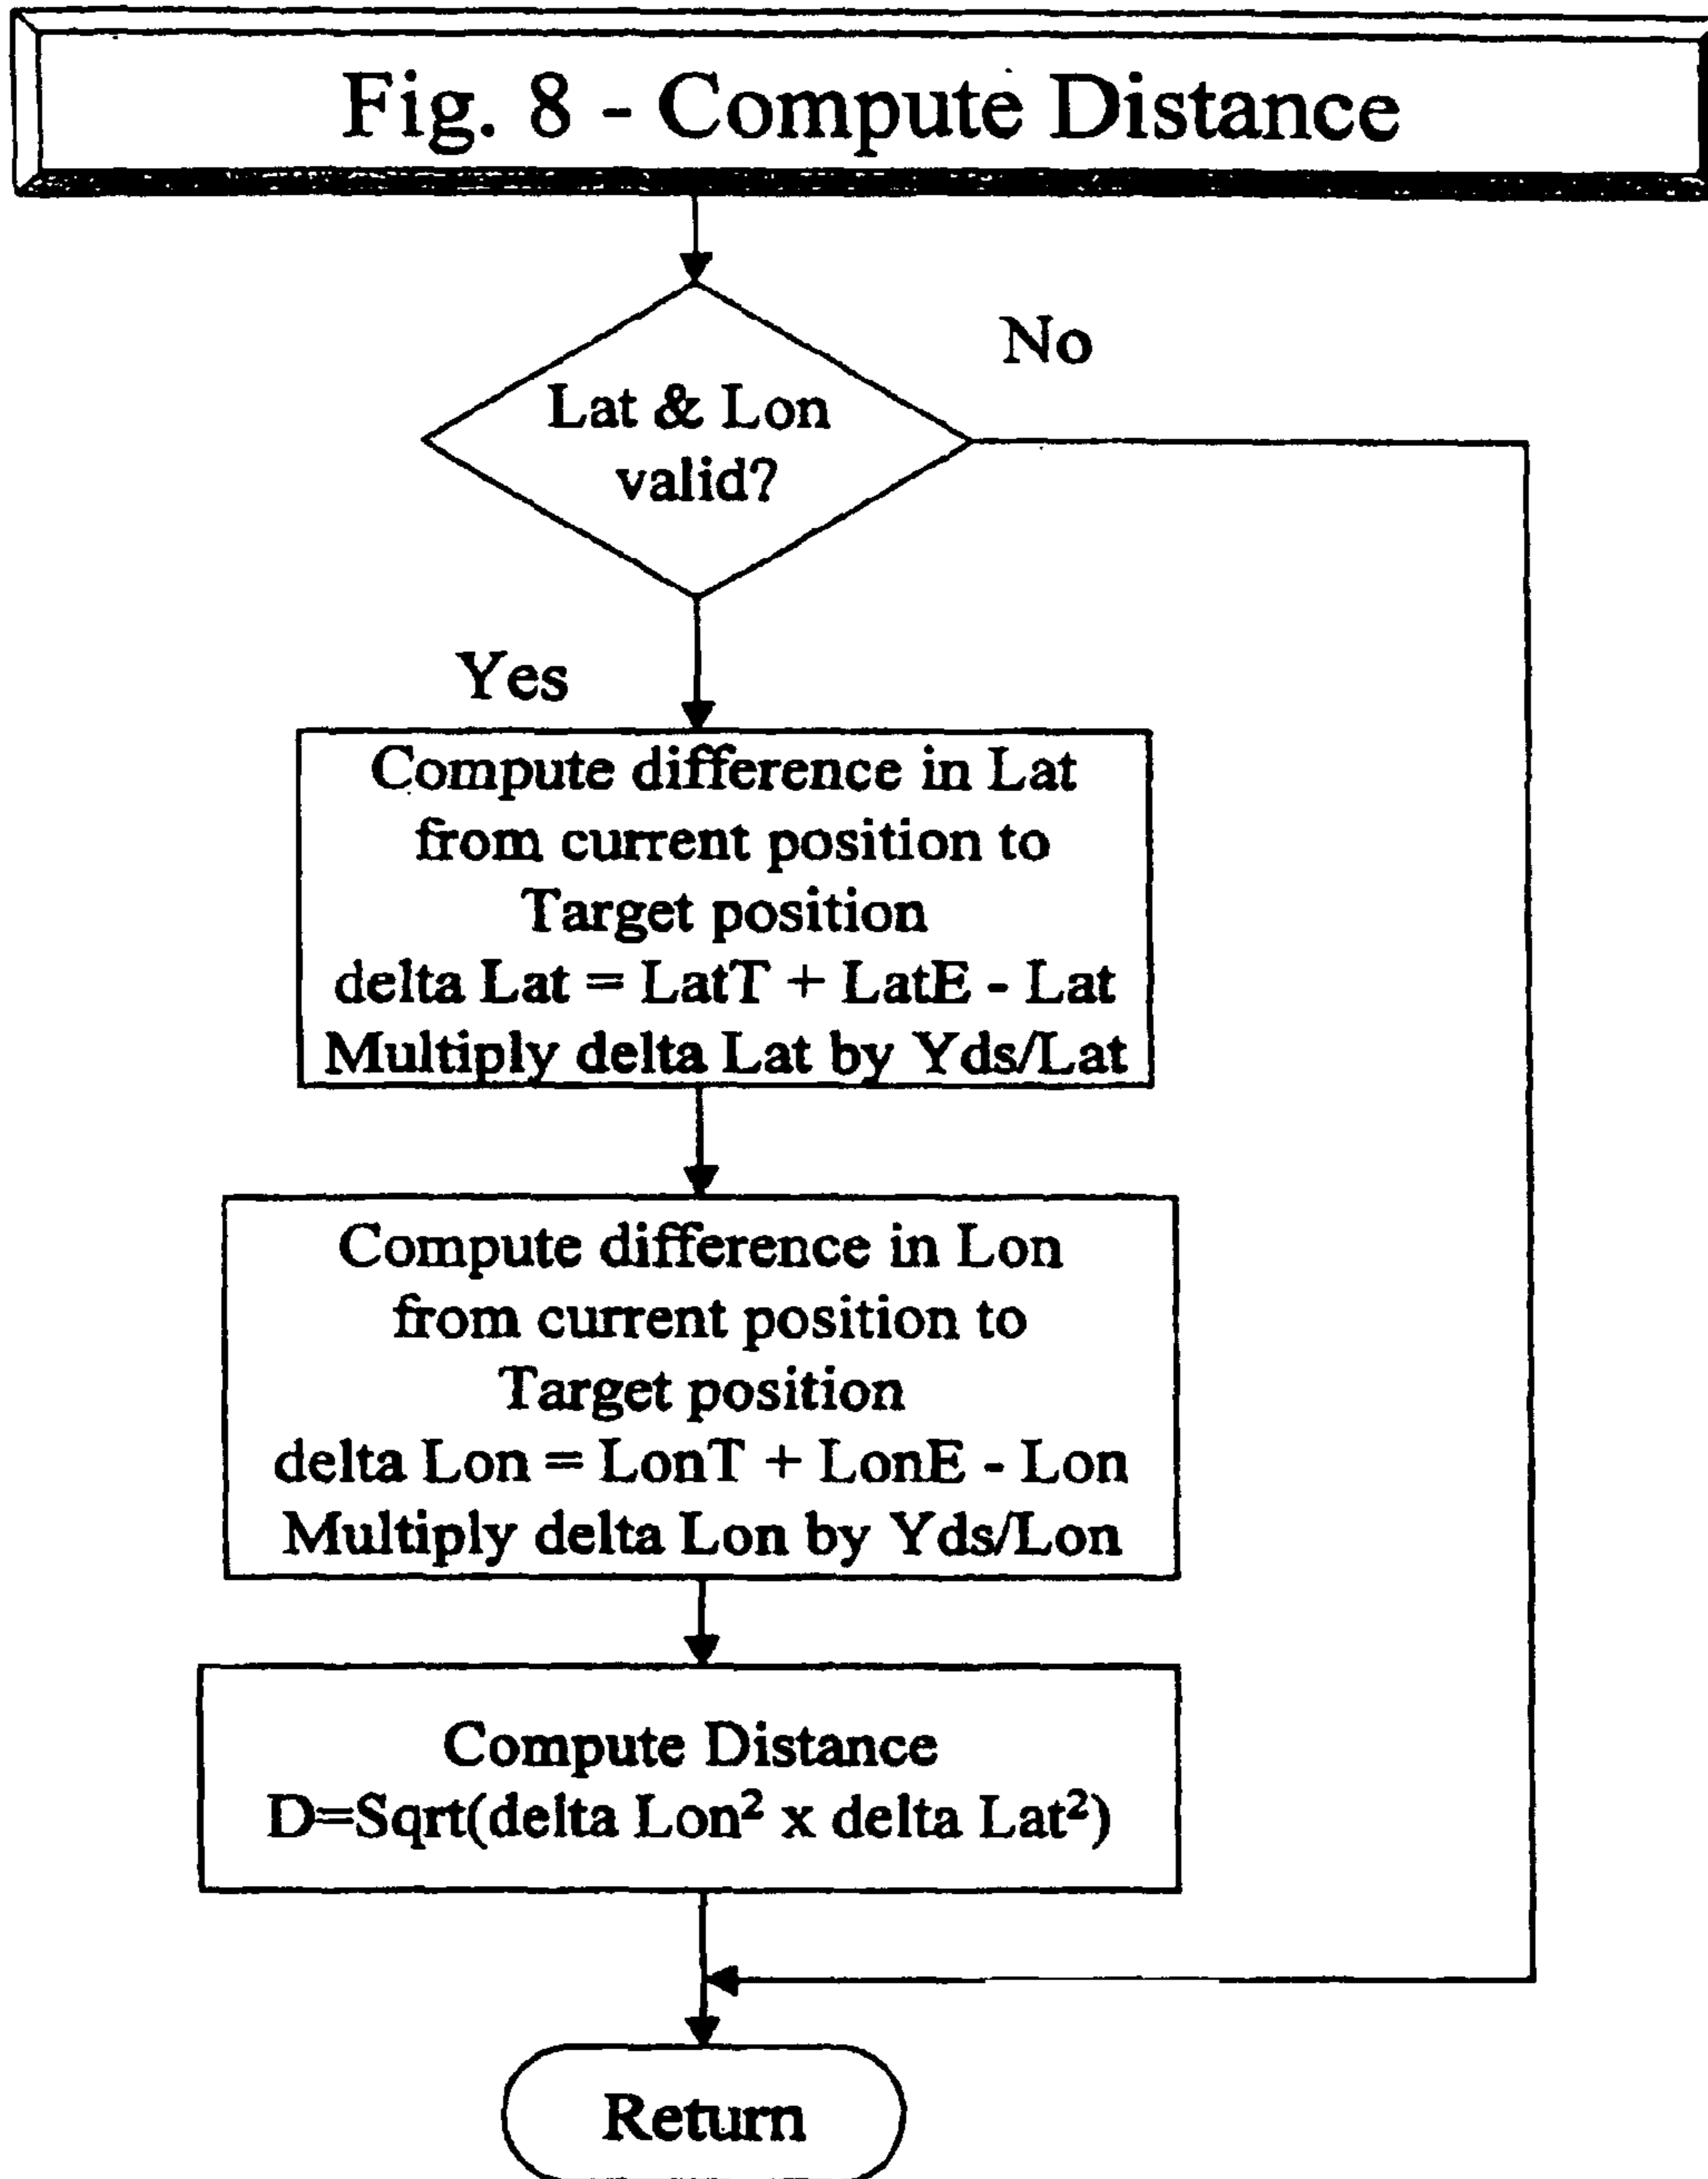 Fig. 8 - Compute Distance
No
Lat & Lon
valid?
Yes
Compute difference in Lat
from current position to
Target position
delta Lat = LatT + LatE - Lat
Multiply delta Lat by Yds/Lat
Compute difference in Lon
from current position to
Target position
delta Lon = LonT + LonE - Lon
Multiply delta Lon by Yds/Lon
Compute Distance
D=Sqrt(delta Lon² x delta Lat²)
Return